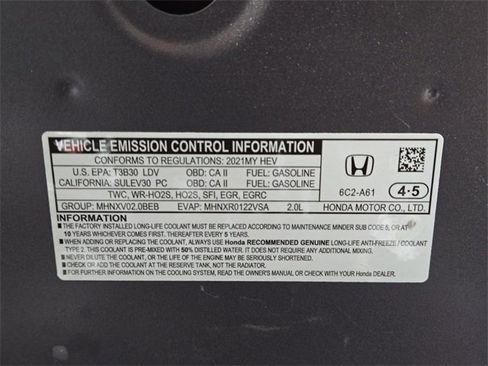 VEHICLE EMISSION CONTROL INFORMATION
CONFORMS TO REGULATIONS: 2021MY HEV
U.S. EPA: T3B30 LDV OBD: CA II FUEL: GASOLINE
CALIFORNIA: SULEV30 PC OBD: CA II FUEL: GASOLINE
TWC, WR-HO2S, HO2S, SFI, EGR, EGRC
GROUP: MHNXV02.0BEB EVAP: MHNXR0122VSA 2.0L
6C2-A61 4·5
HONDA MOTOR CO., LTD.
INFORMATION
■ THE FACTORY INSTALLED LONG-LIFE COOLANT MUST BE REPLACED ACCORDING TO MAINTENANCE MINDER SUB CODE 5, OR AT
10 YEARS WHICHEVER COMES FIRST. THEREAFTER REPLACE EVERY 5 YEARS.
■ WHEN ADDING OR REPLACING THE COOLANT, ALWAYS USE Honda RECOMMENDED GENUINE LONG-LIFE ANTI-FREEZE / COOLANT
TYPE 2. THIS COOLANT IS PRE-MIXED WITH 50% DISTILLED WATER. IT DOES NOT REQUIRE ANY ADDITIONAL MIXING.
■ NEVER DILUTE THE COOLANT, OR THE LIFE OF THE ENGINE MAY BE SERIOUSLY SHORTENED.
■ CHECK OR ADD COOLANT AT THE RESERVE TANK, NOT THE RADIATOR.
■ FOR FURTHER INFORMATION ON THE COOLING SYSTEM, READ THE OWNER'S MANUAL OR CHECK WITH YOUR Honda DEALER.